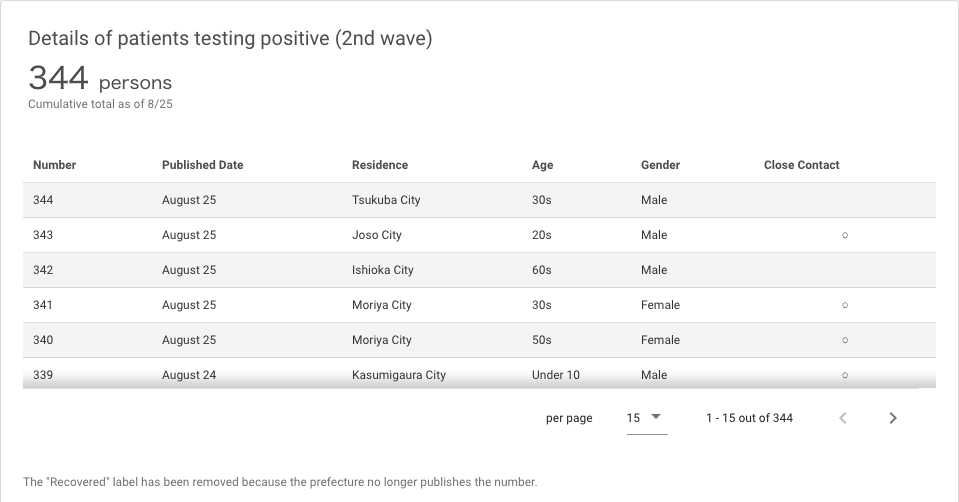 Details of patients testing positive (2nd wave)
344 persons
Cumulative total as of 8/25
Number Published Date Residence Age Gender Close Contact
344 August 25 Tsukuba City 30s Male
343 August 25 Joso City 20s Male ○
342 August 25 Ishioka City 60s Male
341 August 25 Moriya City 30s Female ○
340 August 25 Moriya City 50s Female ○
339 August 24 Kasumigaura City Under 10 Male ○
per page 15 1 - 15 out of 344
The "Recovered" label has been removed because the prefecture no longer publishes the number.